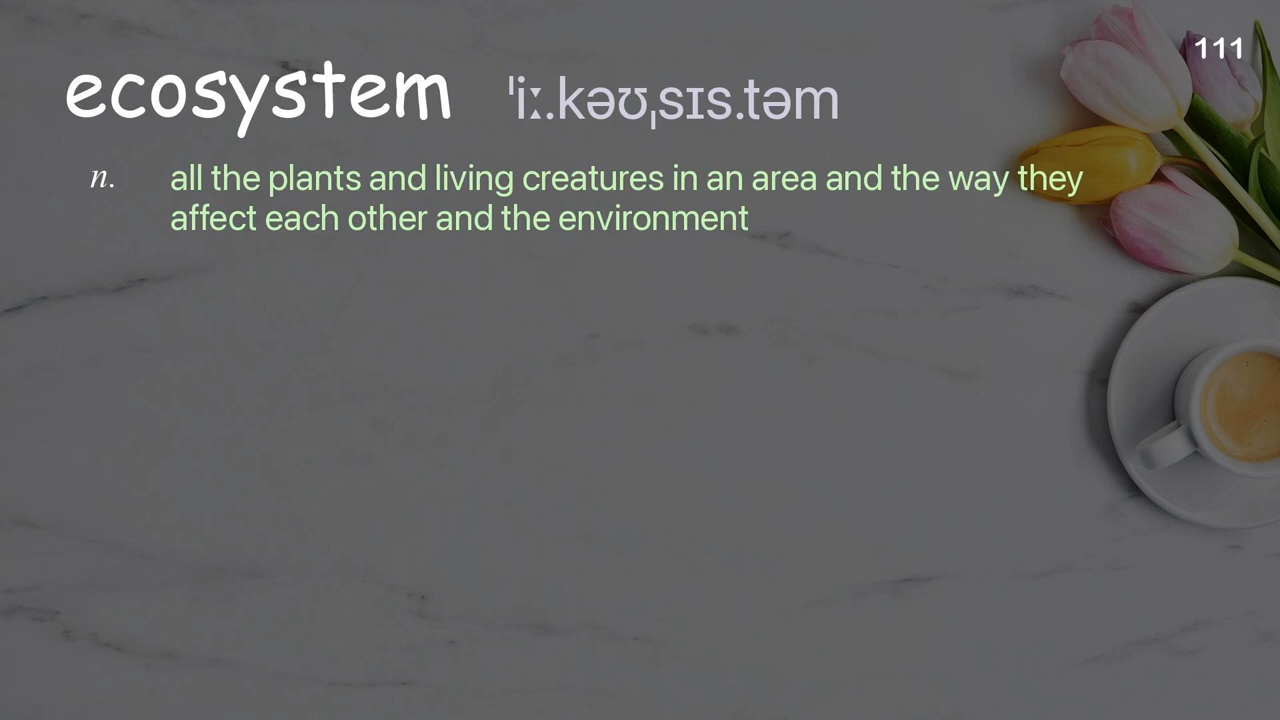 111
ecosystem ˈiː.kəʊˌsɪs.təm
n. all the plants and living creatures in an area and the way they
affect each other and the environment